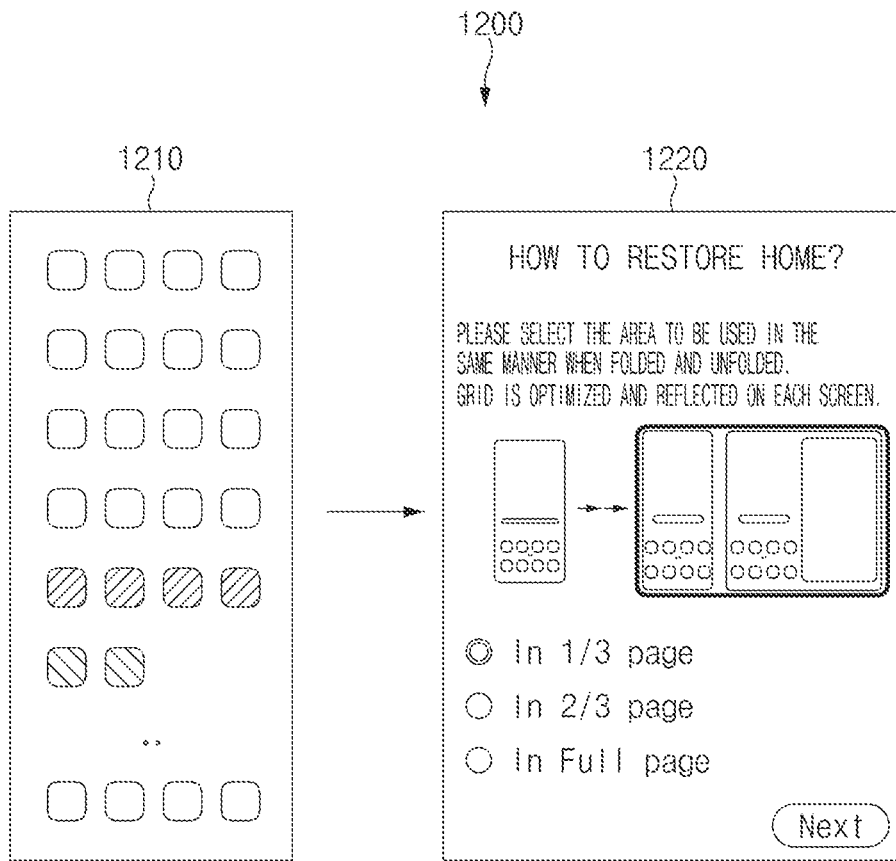 1200
1210
1220
HOW TO RESTORE HOME?
PLEASE SELECT THE AREA TO BE USED IN THE
SAME MANNER WHEN FOLDED AND UNFOLDED.
GRID IS OPTIMIZED AND REFLECTED ON EACH SCREEN.
In 1/3 page
In 2/3 page
In Full page
Next